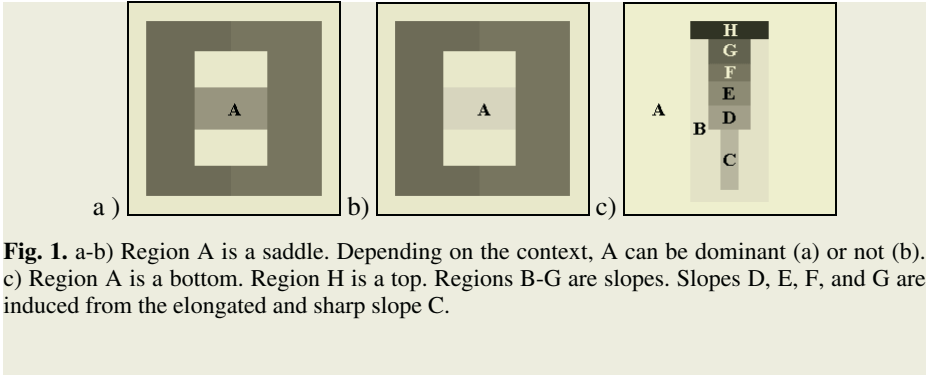 A
A
H
G
F
E
A
D
B
C
a ) b) c)
Fig. 1. a-b) Region A is a saddle. Depending on the context, A can be dominant (a) or not (b).
c) Region A is a bottom. Region H is a top. Regions B-G are slopes. Slopes D, E, F, and G are
induced from the elongated and sharp slope C.